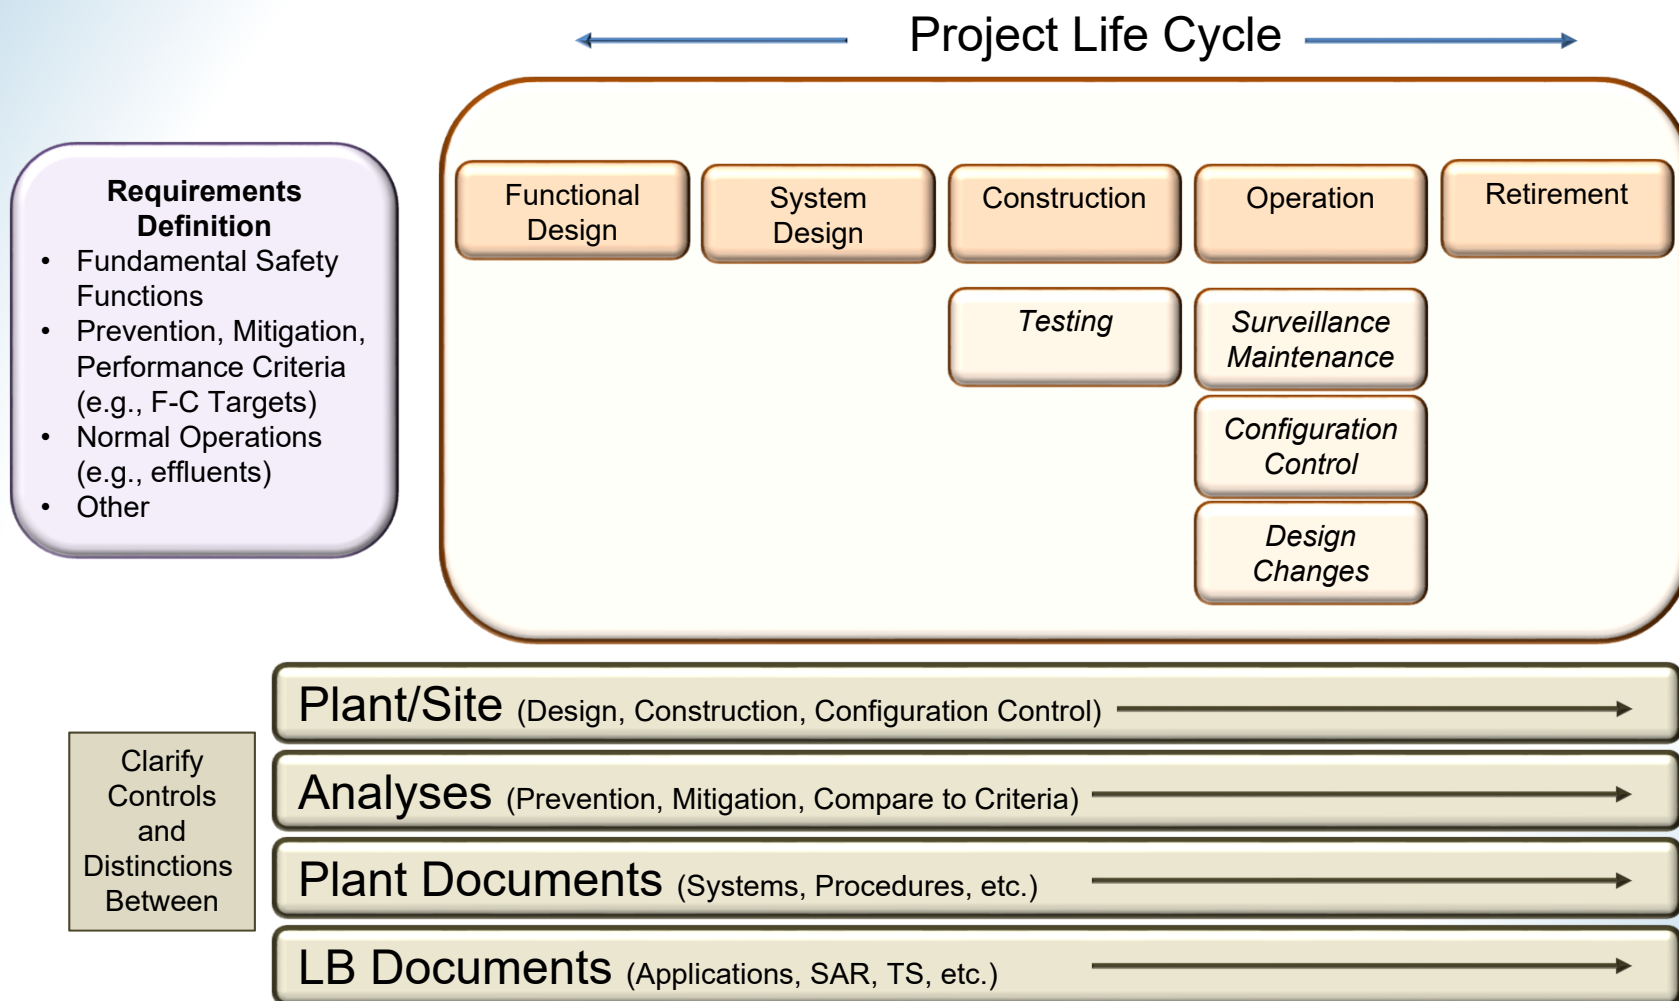 Project Life Cycle
Requirements
Definition
• Fundamental Safety
Functions
• Prevention, Mitigation,
Performance Criteria
(e.g., F-C Targets)
• Normal Operations
(e.g., effluents)
• Other
Functional
Design
System
Design
Construction
Operation
Retirement
Testing
Surveillance
Maintenance
Configuration
Control
Design
Changes
Clarify
Controls
and
Distinctions
Between
Plant/Site (Design, Construction, Configuration Control)
Analyses (Prevention, Mitigation, Compare to Criteria)
Plant Documents (Systems, Procedures, etc.)
LB Documents (Applications, SAR, TS, etc.)